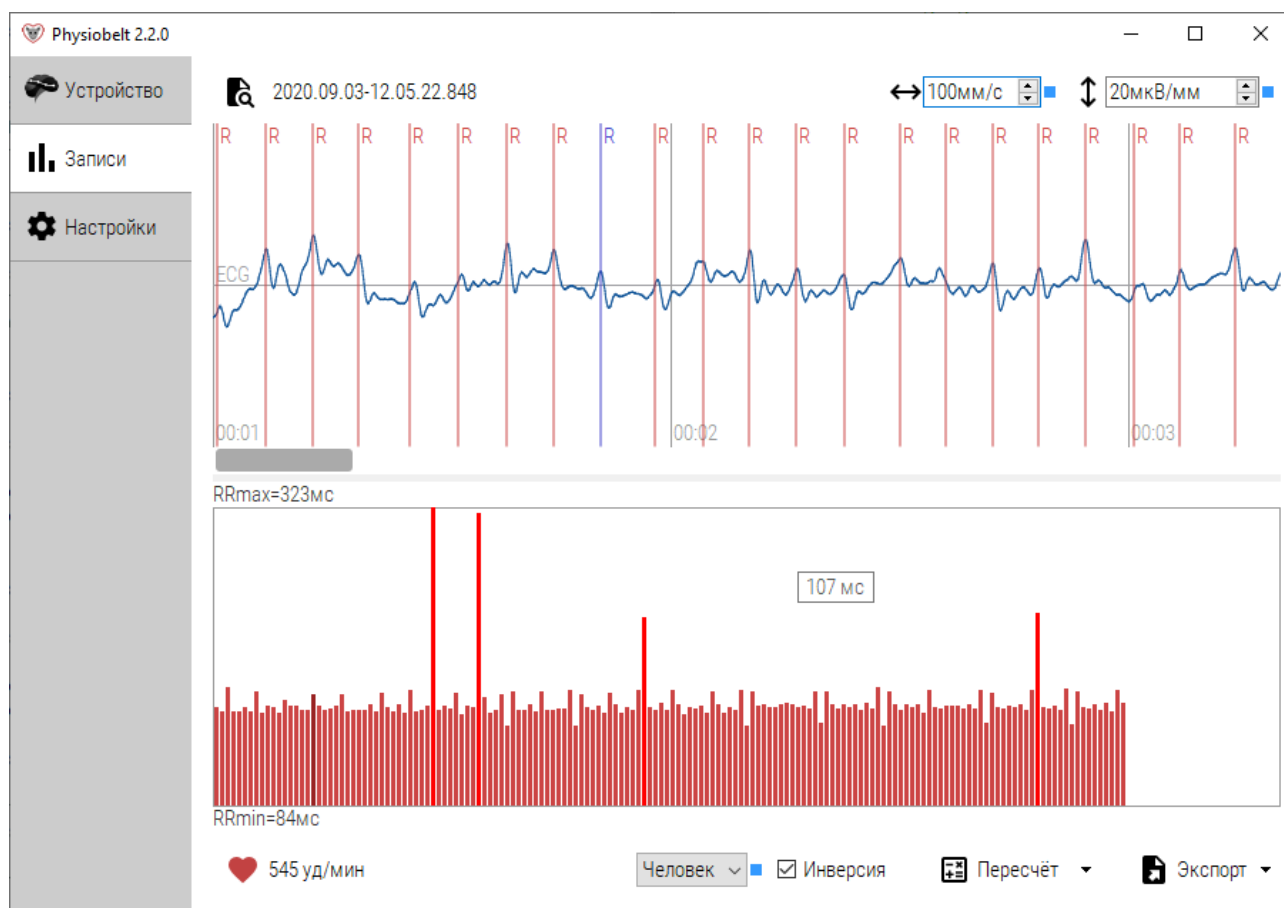 Physiobelt 2.2.0
Устройство
Записи
Настройки
2020.09.03-12.05.22.848
100мм/с
20мкВ/мм
R R R R R R R R R R R R R R R R R R R R R R
ECG
00:01 00:02 00:03
RRmax=323мс
107 мс
RRmin=84мс
545 уд/мин
Человек
Инверсия
Пересчёт
Экспорт